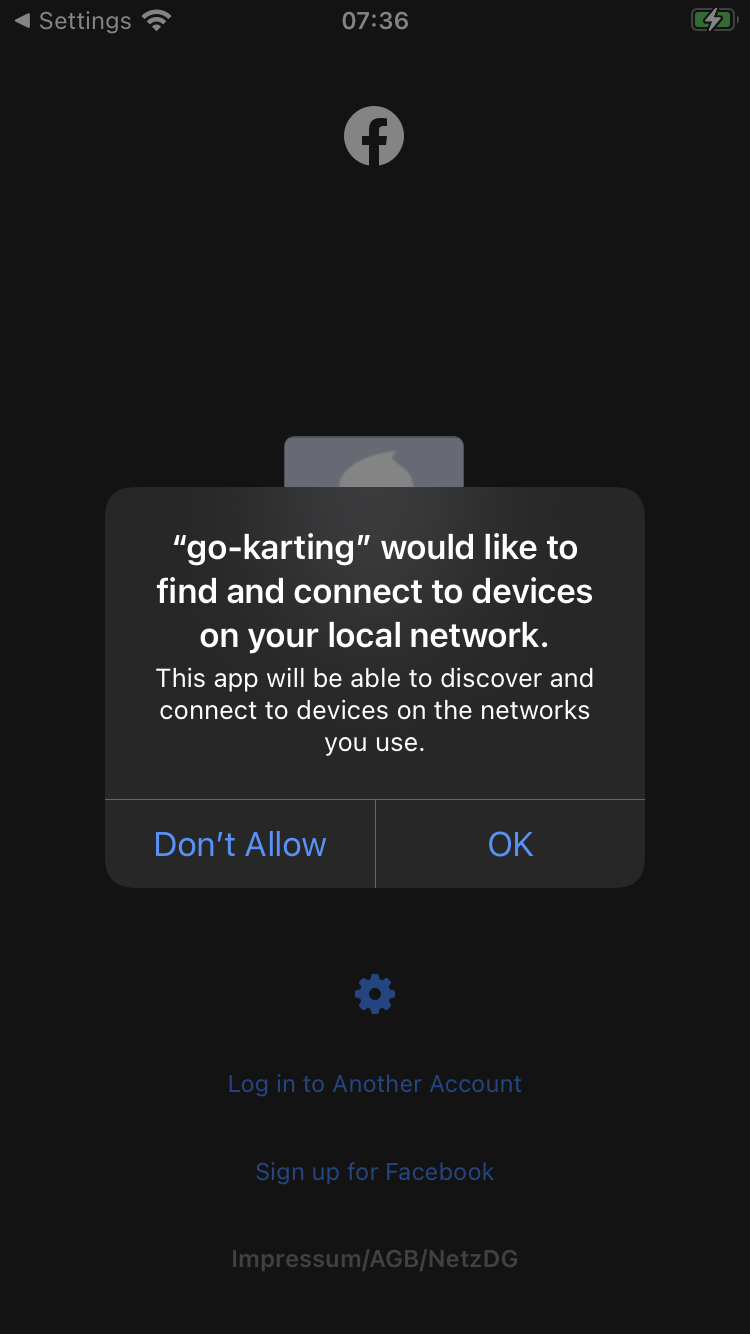 Settings
07:36
“go-karting” would like to
find and connect to devices
on your local network.
This app will be able to discover and
connect to devices on the networks
you use.
Don’t Allow
OK
Log in to Another Account
Sign up for Facebook
Impressum/AGB/NetzDG